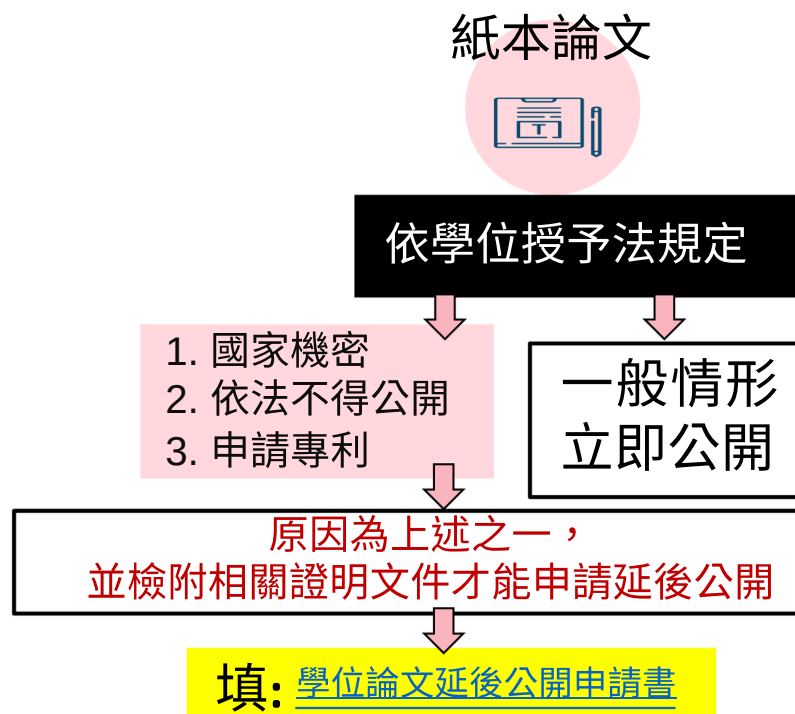 紙本論文
依學位授予法規定
1. 國家機密
2. 依法不得公開
3. 申請專利
一般情形
立即公開
原因為上述之一，
並檢附相關證明文件才能申請延後公開
填: 學位論文延後公開申請書